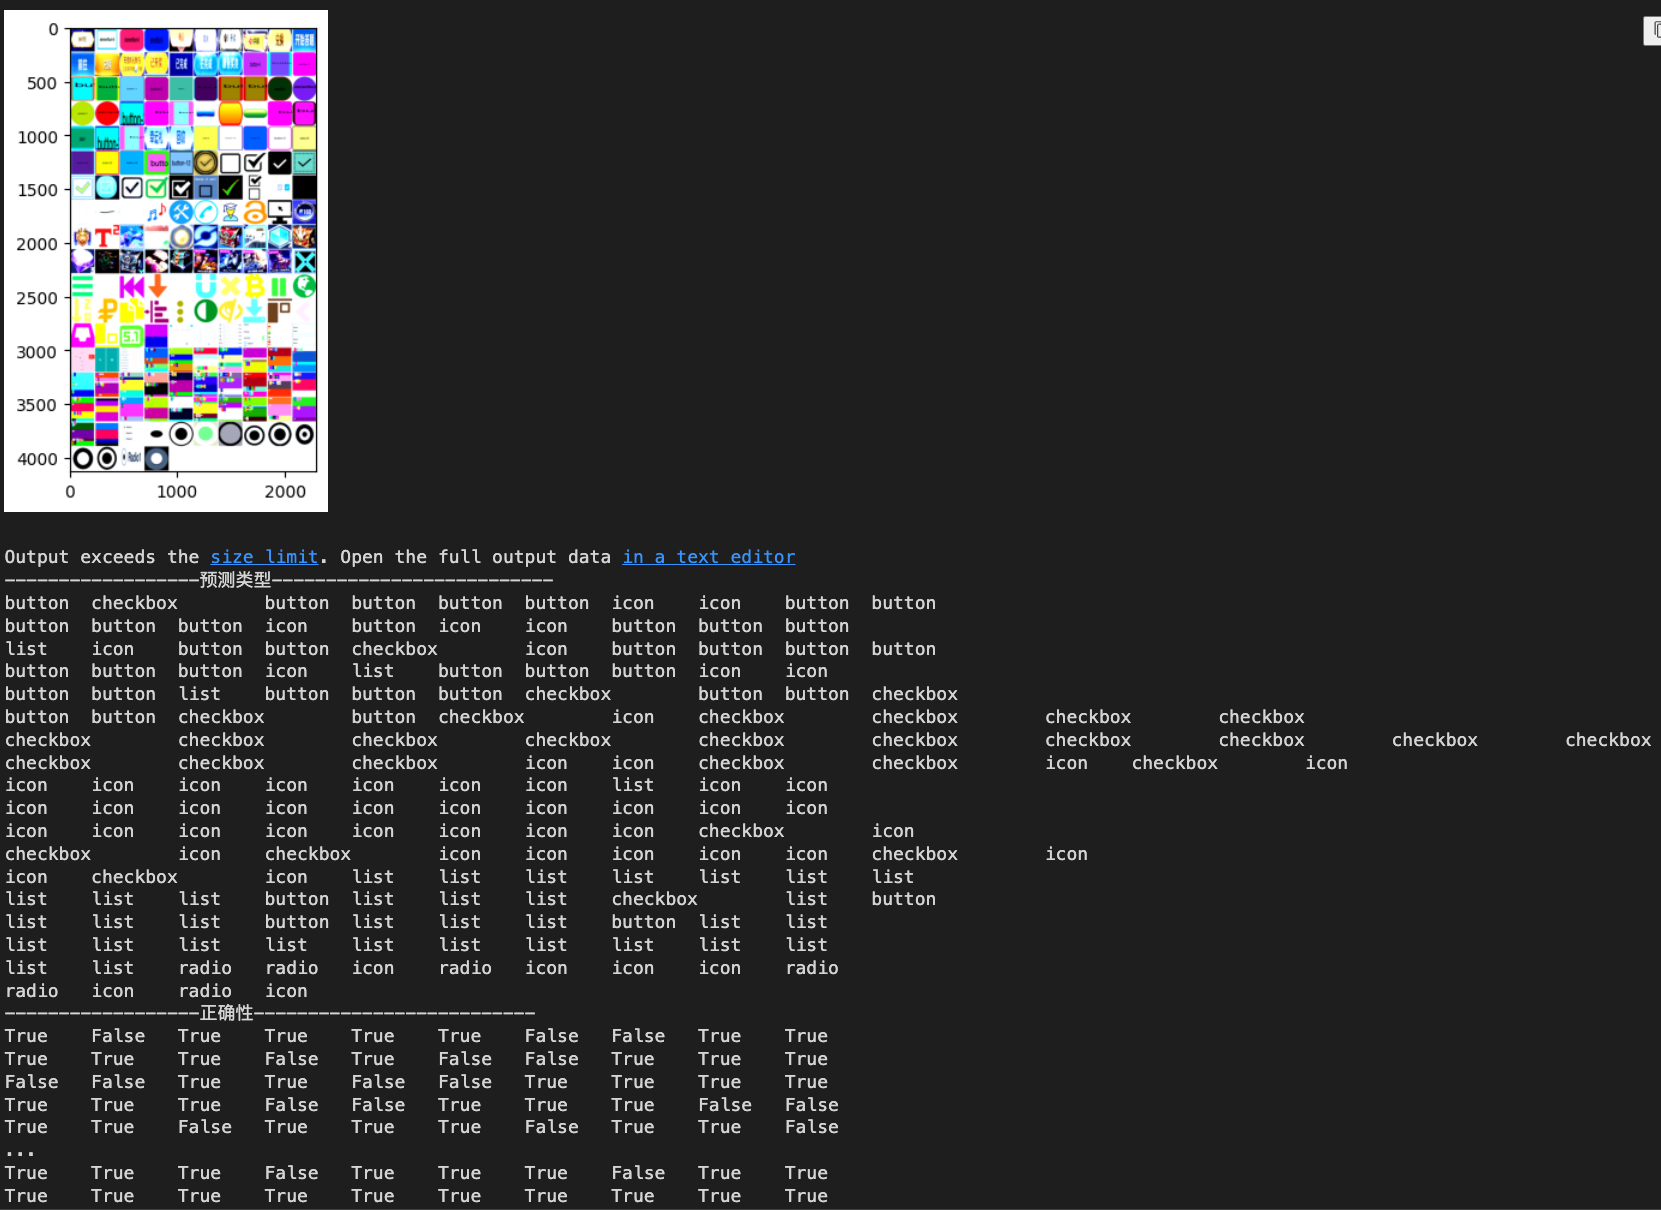 0
500
1000
1500
2000
2500
3000
3500
4000
0 1000 2000
Output exceeds the size limit. Open the full output data in a text editor
------------------预测类型--------------------------
button checkbox button button button button icon icon button button
button button button icon button icon icon button button button
list icon button button checkbox icon button button button button
button button button icon list button button button icon icon
button button list button button button checkbox button button checkbox
button button checkbox button checkbox icon checkbox checkbox checkbox checkbox
checkbox checkbox checkbox checkbox checkbox checkbox checkbox checkbox checkbox checkbox
checkbox checkbox checkbox icon icon checkbox checkbox icon checkbox icon
icon icon icon icon icon icon icon list icon icon
icon icon icon icon icon icon icon icon icon icon
icon icon icon icon icon icon icon icon checkbox icon
checkbox icon checkbox icon icon icon icon icon checkbox icon
icon checkbox icon list list list list list list list
list list list button list list list checkbox list button
list list list button list list list button list list
list list list list list list list list list list
list list radio radio icon radio icon icon icon radio
radio icon radio icon
------------------正确性--------------------------
True False True True True True False False True True
True True True False True False False True True True
False False True True False False True True True True
True True True False False True True True False False
True True False True True True False True True False
...
True True True False True True True False True True
True True True True True True True True True True